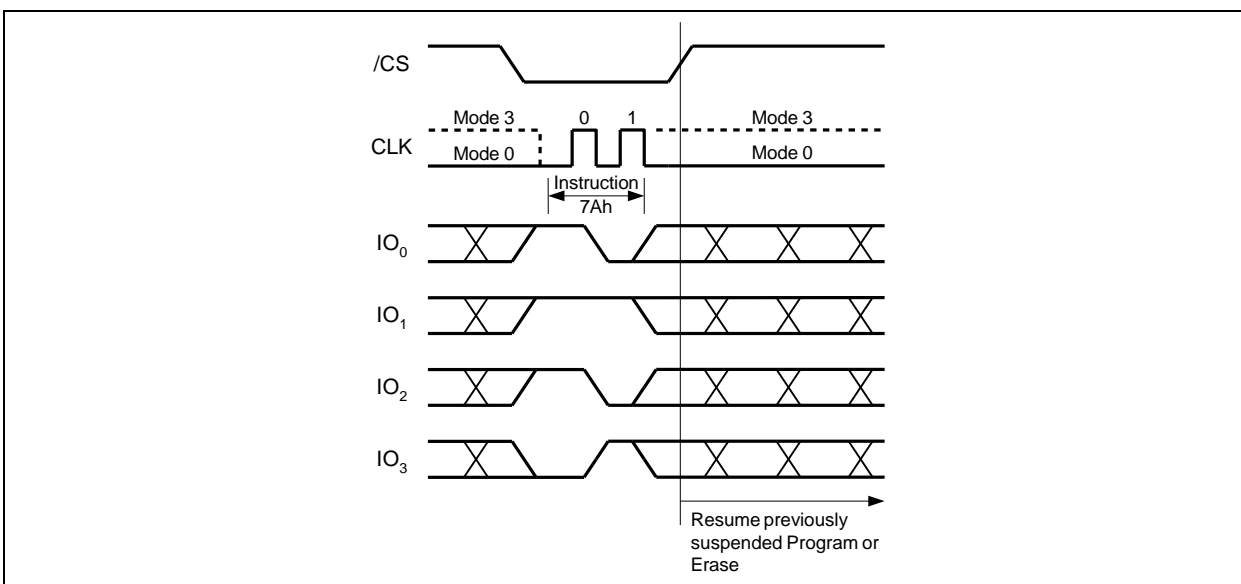 /CS
Mode 3 0 1 Mode 3
CLK
Mode 0 Mode 0
Instruction
7Ah
IO0
IO1
IO2
IO3
Resume previously
suspended Program or
Erase